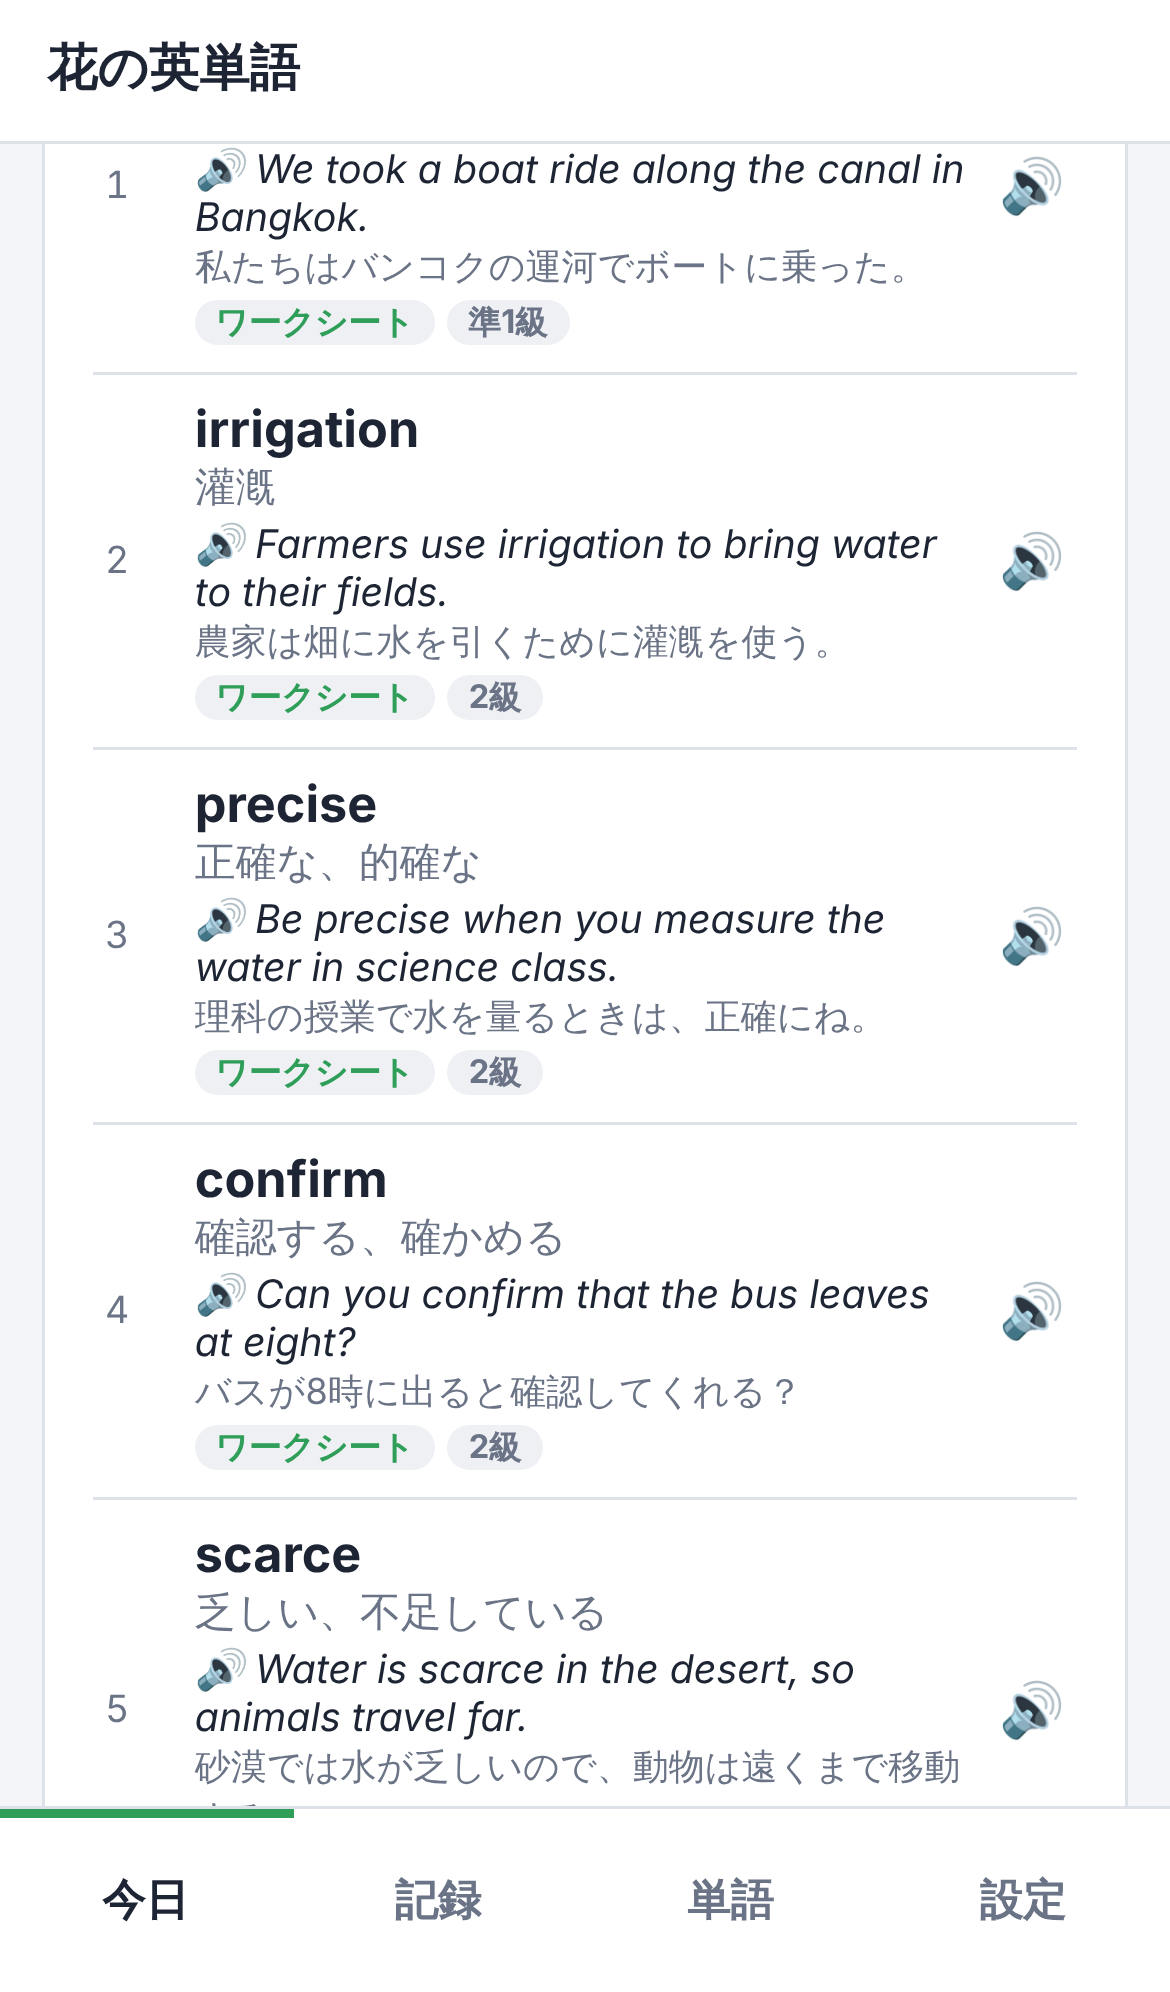 花の英単語
1
We took a boat ride along the canal in
Bangkok.
私たちはバンコクの運河でボートに乗った。
ワークシート 準1級
irrigation
灌漑
2
Farmers use irrigation to bring water
to their fields.
農家は畑に水を引くために灌漑を使う。
ワークシート 2級
precise
正確な、的確な
3
Be precise when you measure the
water in science class.
理科の授業で水を量るときは、正確にね。
ワークシート 2級
confirm
確認する、確かめる
4
Can you confirm that the bus leaves
at eight?
バスが8時に出ると確認してくれる？
ワークシート 2級
scarce
乏しい、不足している
5
Water is scarce in the desert, so
animals travel far.
砂漠では水が乏しいので、動物は遠くまで移動
今日 記録 単語 設定